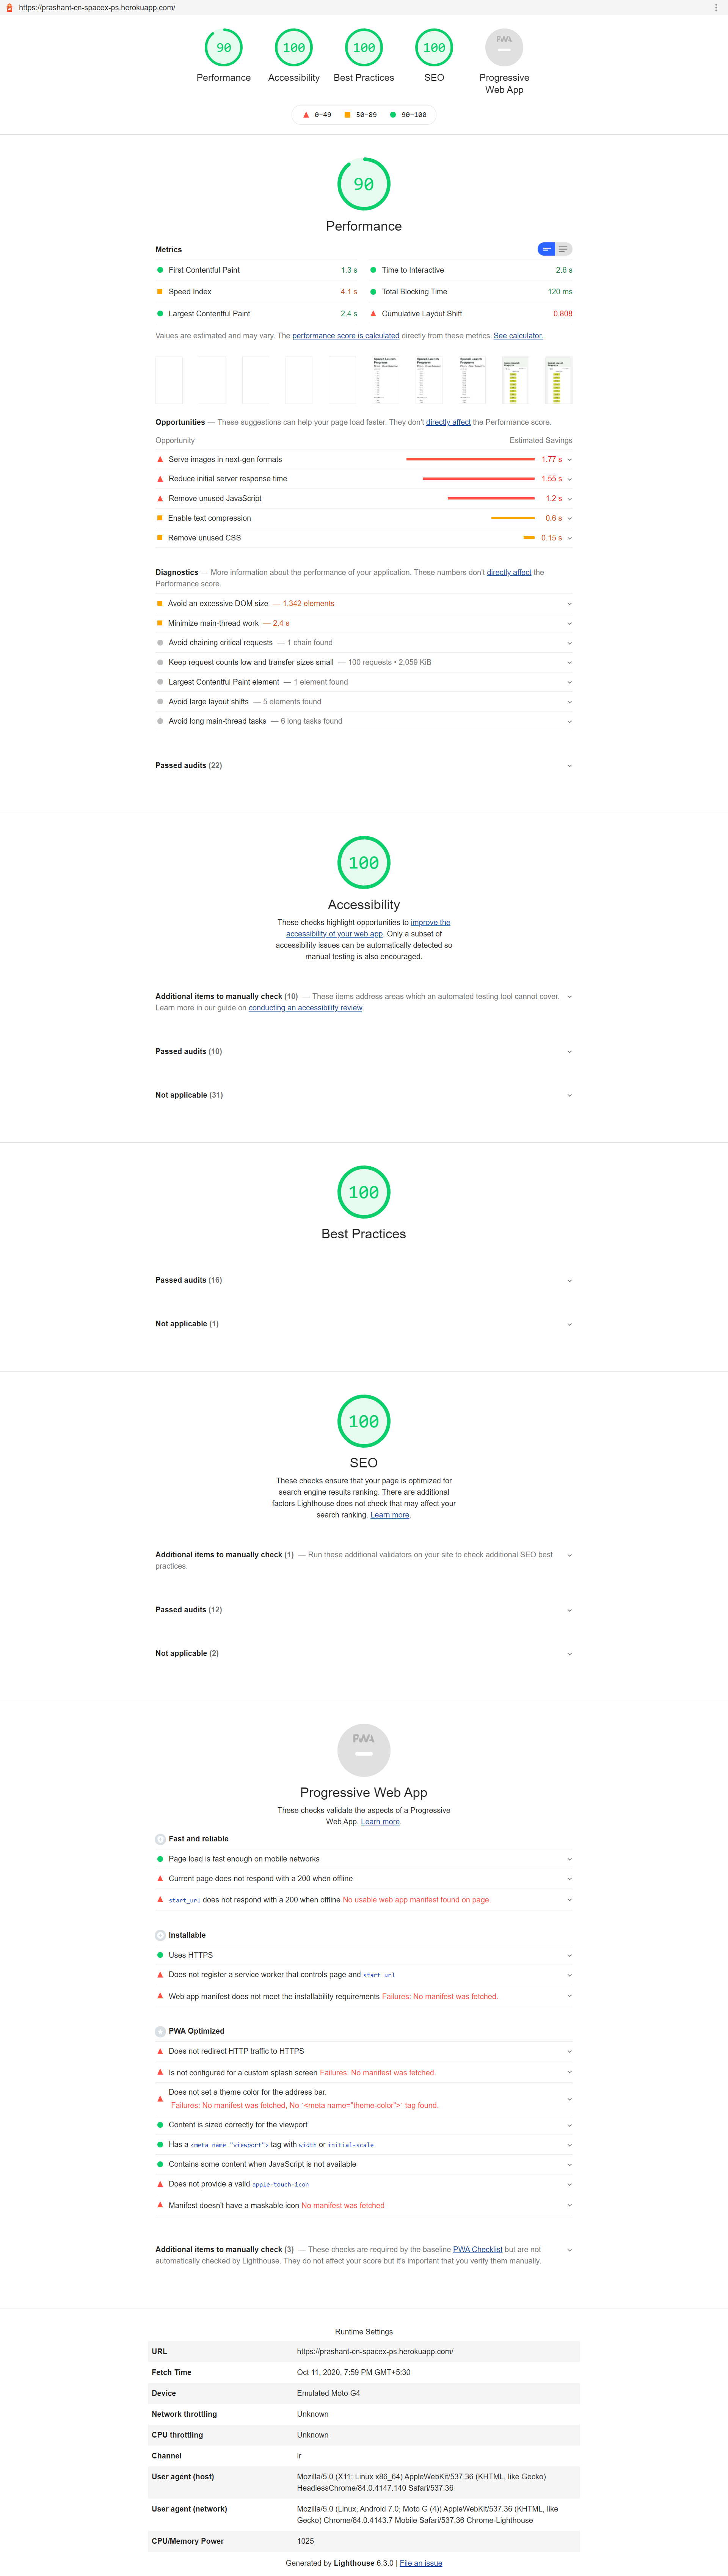 https://prashant-cn-spacex-ps.herokuapp.com/
90 100 100 100 PWA
Performance Accessibility Best Practices SEO Progressive
Web App
0–49 50–89 90–100
90
Performance
Metrics
First Contentful Paint 1.3 s Time to Interactive 2.6 s
Speed Index 4.1 s Total Blocking Time 120 ms
Largest Contentful Paint 2.4 s Cumulative Layout Shift 0.808
Values are estimated and may vary. The performance score is calculated directly from these metrics. See calculator.
SpaceX Launch
Programs
Opportunities — These suggestions can help your page load faster. They don't directly affect the Performance score.
Opportunity Estimated Savings
Serve images in next-gen formats 1.77 s
Reduce initial server response time 1.55 s
Remove unused JavaScript 1.2 s
Enable text compression 0.6 s
Remove unused CSS 0.15 s
Diagnostics — More information about the performance of your application. These numbers don't directly affect the
Performance score.
Avoid an excessive DOM size — 1,342 elements
Minimize main-thread work — 2.4 s
Avoid chaining critical requests — 1 chain found
Keep request counts low and transfer sizes small — 100 requests • 2,059 KiB
Largest Contentful Paint element — 1 element found
Avoid large layout shifts — 5 elements found
Avoid long main-thread tasks — 6 long tasks found
Passed audits (22)
100
Accessibility
These checks highlight opportunities to improve the
accessibility of your web app. Only a subset of
accessibility issues can be automatically detected so
manual testing is also encouraged.
Additional items to manually check (10) — These items address areas which an automated testing tool cannot cover.
Learn more in our guide on conducting an accessibility review.
Passed audits (10)
Not applicable (31)
100
Best Practices
Passed audits (16)
Not applicable (1)
100
SEO
These checks ensure that your page is optimized for
search engine results ranking. There are additional
factors Lighthouse does not check that may affect your
search ranking. Learn more.
Additional items to manually check (1) — Run these additional validators on your site to check additional SEO best
practices.
Passed audits (12)
Not applicable (2)
PWA
Progressive Web App
These checks validate the aspects of a Progressive
Web App. Learn more.
Fast and reliable
Page load is fast enough on mobile networks
Current page does not respond with a 200 when offline
start_url does not respond with a 200 when offline No usable web app manifest found on page.
Installable
Uses HTTPS
Does not register a service worker that controls page and start_url
Web app manifest does not meet the installability requirements Failures: No manifest was fetched.
PWA Optimized
Does not redirect HTTP traffic to HTTPS
Is not configured for a custom splash screen Failures: No manifest was fetched.
Does not set a theme color for the address bar.
Failures: No manifest was fetched, No `<meta name="theme-color">` tag found.
Content is sized correctly for the viewport
Has a <meta name="viewport"> tag with width or initial-scale
Contains some content when JavaScript is not available
Does not provide a valid apple-touch-icon
Manifest doesn't have a maskable icon No manifest was fetched
Additional items to manually check (3) — These checks are required by the baseline PWA Checklist but are not
automatically checked by Lighthouse. They do not affect your score but it's important that you verify them manually.
Runtime Settings
URL https://prashant-cn-spacex-ps.herokuapp.com/
Fetch Time Oct 11, 2020, 7:59 PM GMT+5:30
Device Emulated Moto G4
Network throttling Unknown
CPU throttling Unknown
Channel lr
User agent (host) Mozilla/5.0 (X11; Linux x86_64) AppleWebKit/537.36 (KHTML, like Gecko)
HeadlessChrome/84.0.4147.140 Safari/537.36
User agent (network) Mozilla/5.0 (Linux; Android 7.0; Moto G (4)) AppleWebKit/537.36 (KHTML, like
Gecko) Chrome/84.0.4143.7 Mobile Safari/537.36 Chrome-Lighthouse
CPU/Memory Power 1025
Generated by Lighthouse 6.3.0 | File an issue